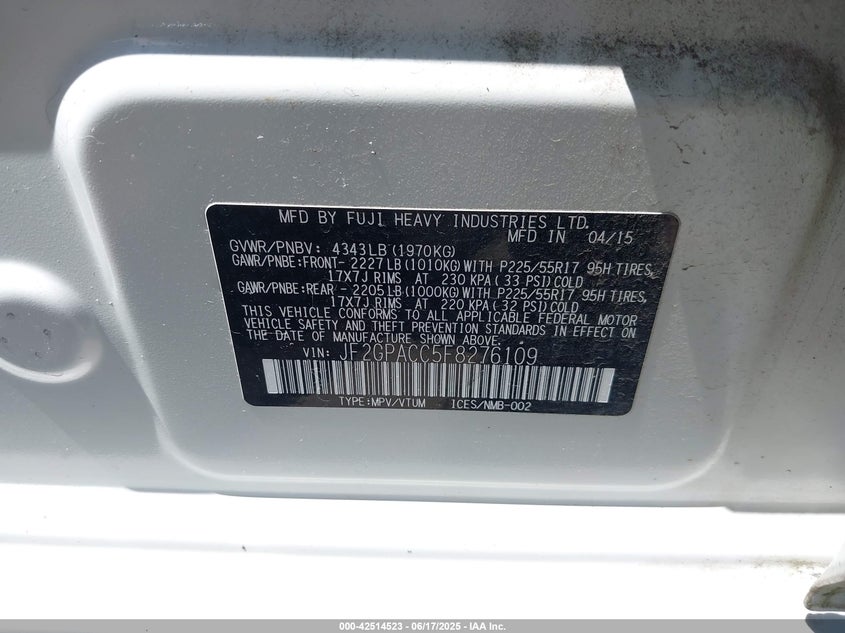 MFD BY FUJI HEAVY INDUSTRIES LTD.
MFD IN 04/15
GVWR/PNBV: 4343LB(1970KG)
GAWR/PNBE:FRONT- 2227LB(1010KG)WITH P225/55R17 95H TIRES,
17X7J RIMS AT 230 KPA(33 PSI)COLD
GAWR/PNBE:REAR - 2205LB(1000KG)WITH P225/55R17 95H TIRES,
17X7J RIMS AT 220 KPA(32 PSI)COLD
THIS VEHICLE CONFORMS TO ALL APPLICABLE FEDERAL MOTOR
VEHICLE SAFETY AND THEFT PREVENTION STANDARDS IN EFFECT ON
THE DATE OF MANUFACTURE SHOWN ABOVE.
VIN: JF2GPACC5F8276109
TYPE:MPV/VTUM ICES/NMB-002
000-42514523 - 06/17/2025 - IAA Inc.